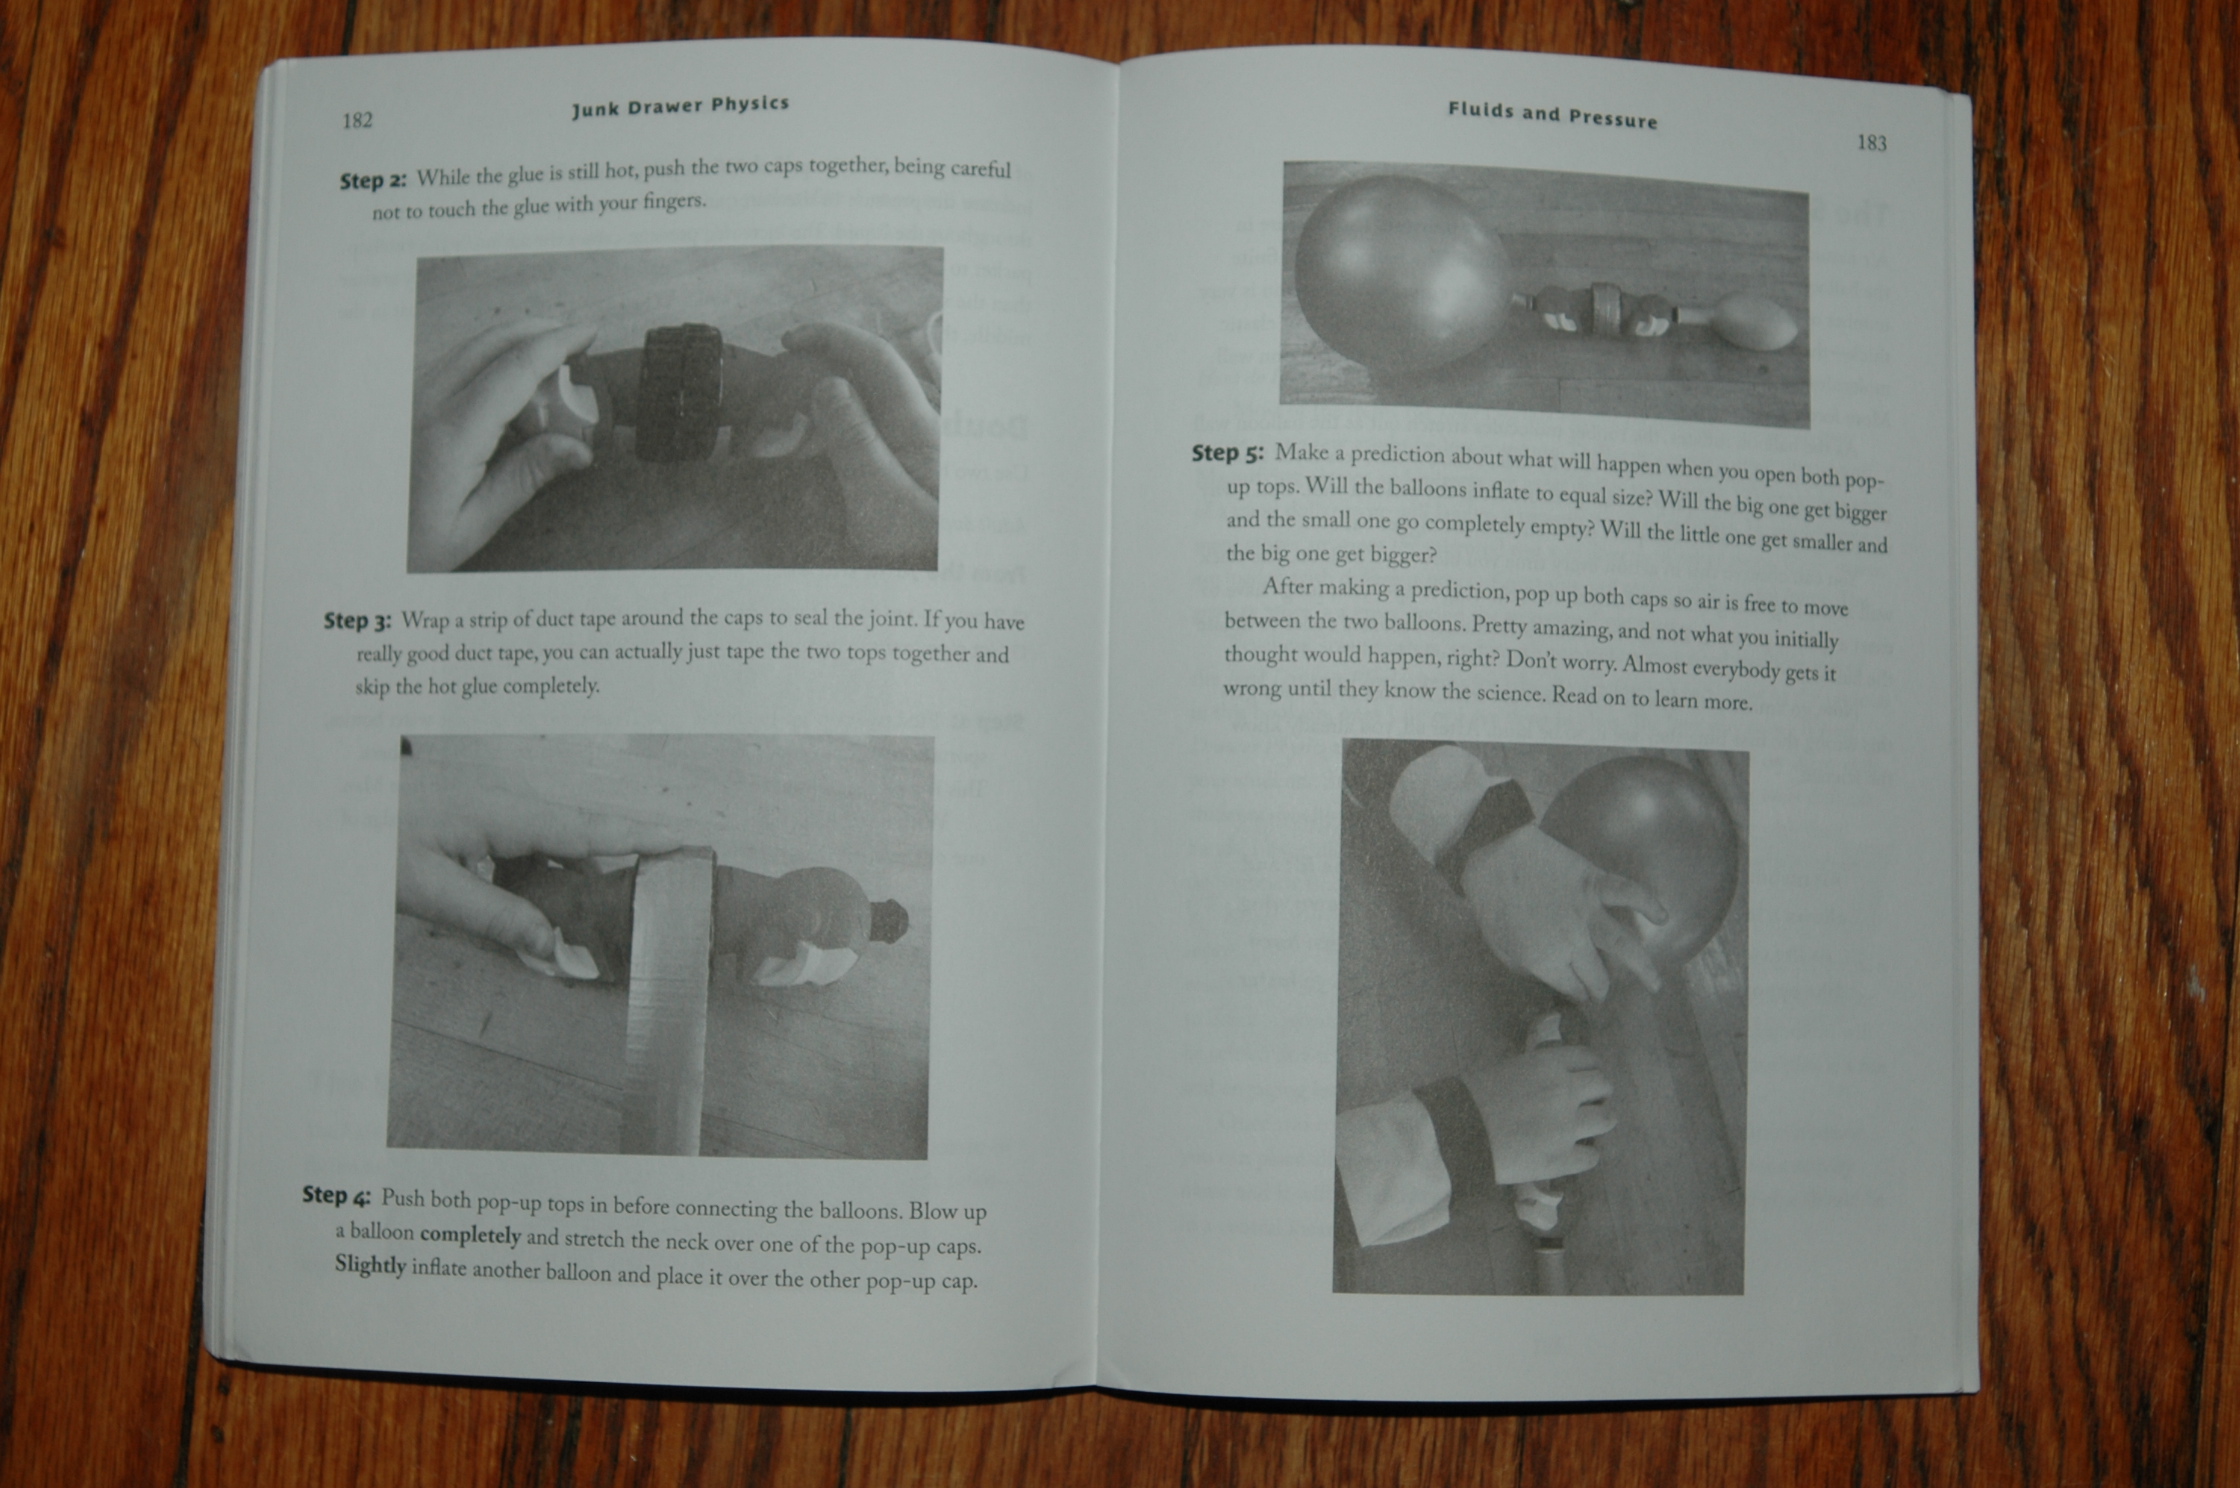 182
Junk Drawer Physics
Step 2: While the glue is still hot, push the two caps together, being careful
not to touch the glue with your fingers.
Step 3: Wrap a strip of duct tape around the caps to seal the joint. If you have
really good duct tape, you can actually just tape the two tops together and
skip the hot glue completely.
Step 4: Push both pop-up tops in before connecting the balloons. Blow up
a balloon completely and stretch the neck over one of the pop-up caps.
Slightly inflate another balloon and place it over the other pop-up cap.
Fluids and Pressure
183
Step 5: Make a prediction about what will happen when you open both pop-
up tops. Will the balloons inflate to equal size? Will the big one get bigger
and the small one go completely empty? Will the little one get smaller and
the big one get bigger?
After making a prediction, pop up both caps so air is free to move
between the two balloons. Pretty amazing, and not what you initially
thought would happen, right? Don't worry. Almost everybody gets it
wrong until they know the science. Read on to learn more.